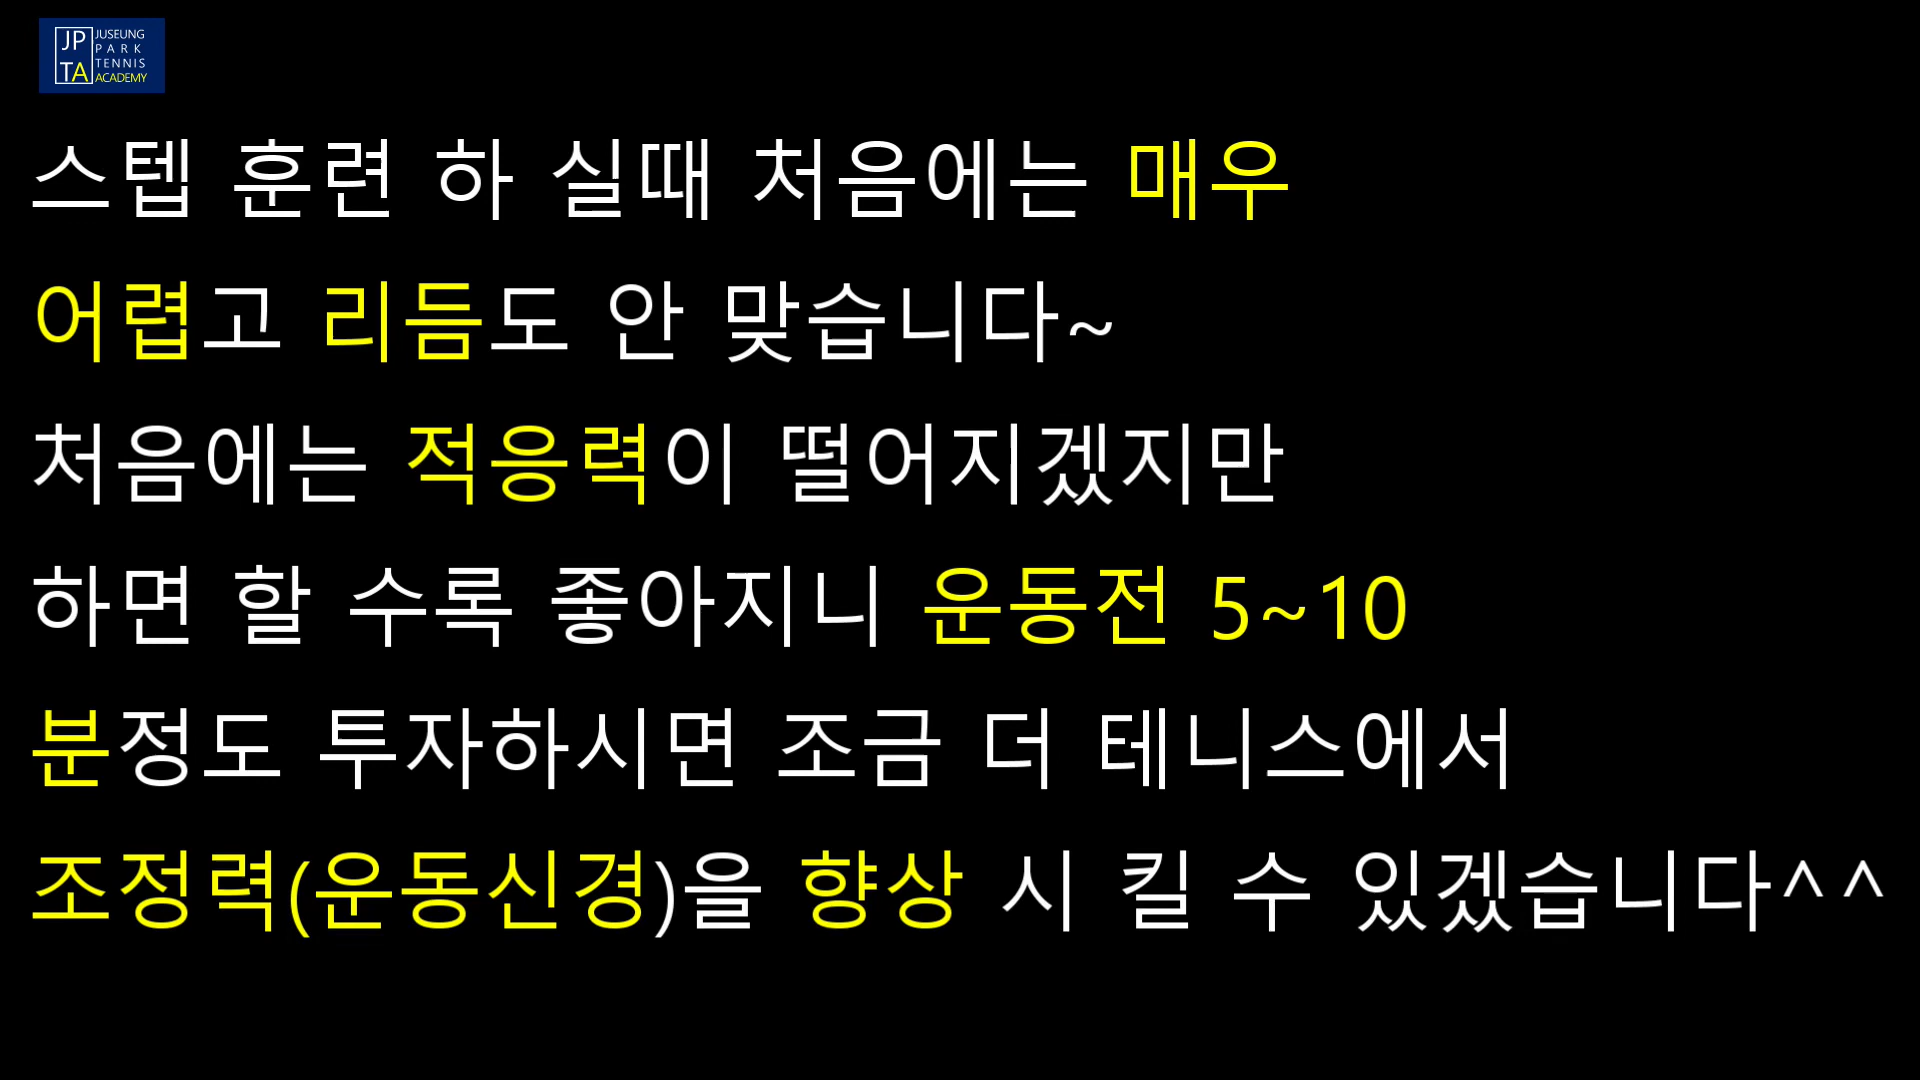 JP JUSEUNG
PARK
TA TENNIS
ACADEMY
스텝 훈련 하 실때 처음에는 매우
어렵고 리듬도 안 맞습니다~
처음에는 적응력이 떨어지겠지만
하면 할 수록 좋아지니 운동전 5~10
분정도 투자하시면 조금 더 테니스에서
조정력(운동신경)을 향상 시 킬 수 있겠습니다^^